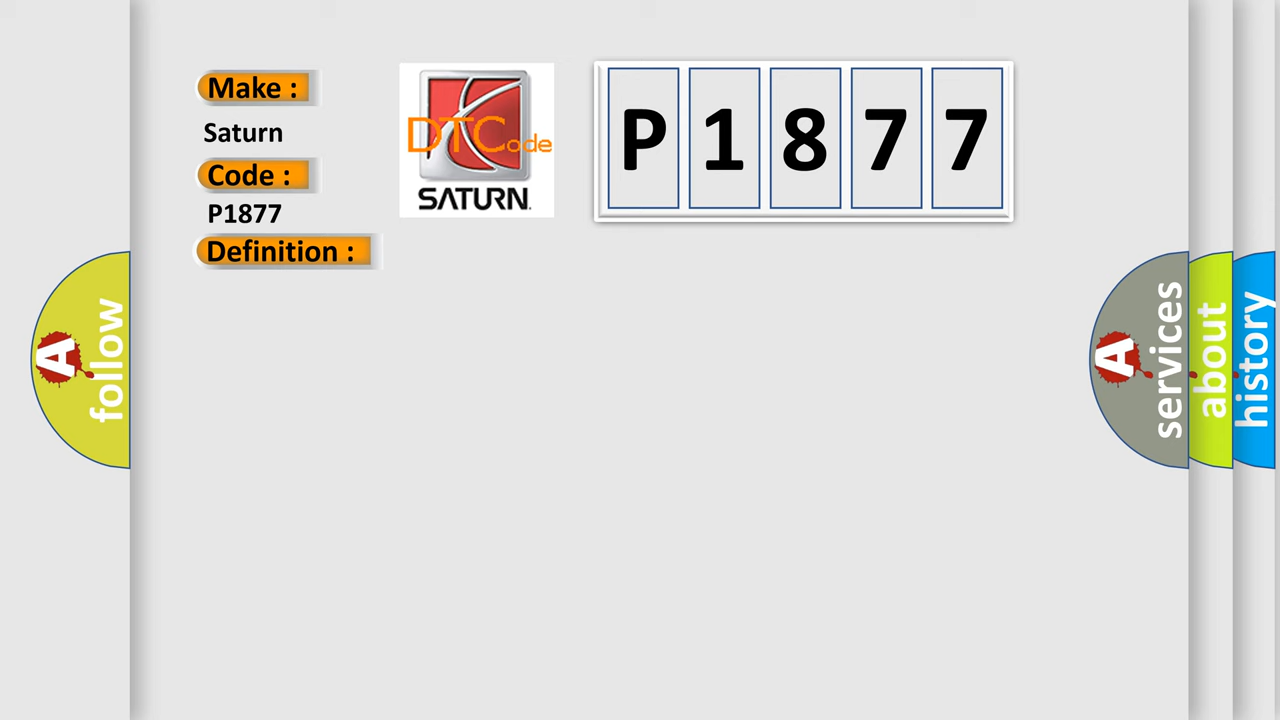 Make :
Saturn
Code :
P1877
Definition :
DTCode
SATURN
P 1 8 7 7
A follow
A services
about
history